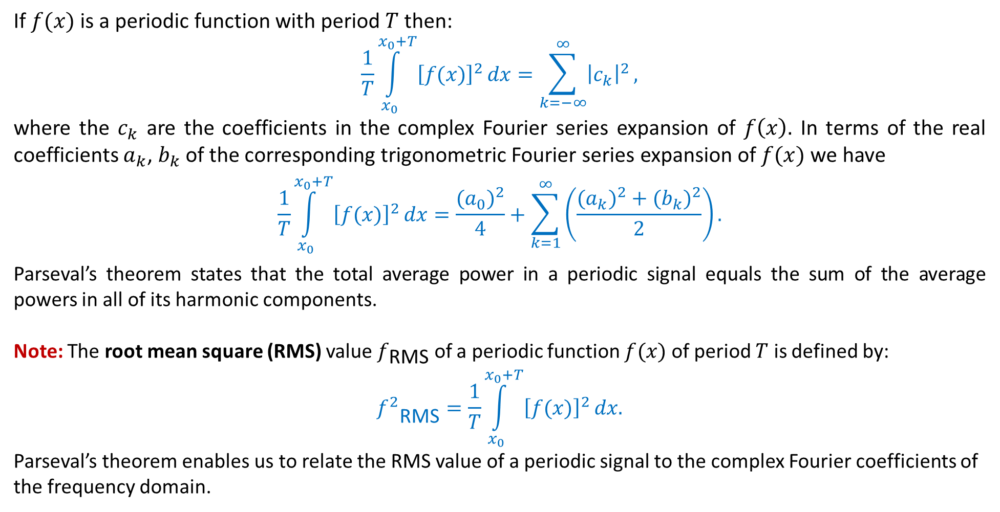 If f(x) is a periodic function with period T then:
\frac{1}{T} \int_{x_0}^{x_0+T} [f(x)]^2 dx = \sum_{k=-\infty}^{\infty} |c_k|^2 ,
where the c_k are the coefficients in the complex Fourier series expansion of f(x). In terms of the real
coefficients a_k, b_k of the corresponding trigonometric Fourier series expansion of f(x) we have
\frac{1}{T} \int_{x_0}^{x_0+T} [f(x)]^2 dx = \frac{(a_0)^2}{4} + \sum_{k=1}^{\infty} \left( \frac{(a_k)^2 + (b_k)^2}{2} \right).
Parseval’s theorem states that the total average power in a periodic signal equals the sum of the average
powers in all of its harmonic components.
Note: The root mean square (RMS) value f_{RMS} of a periodic function f(x) of period T is defined by:
f^2_{RMS} = \frac{1}{T} \int_{x_0}^{x_0+T} [f(x)]^2 dx.
Parseval’s theorem enables us to relate the RMS value of a periodic signal to the complex Fourier coefficients of
the frequency domain.